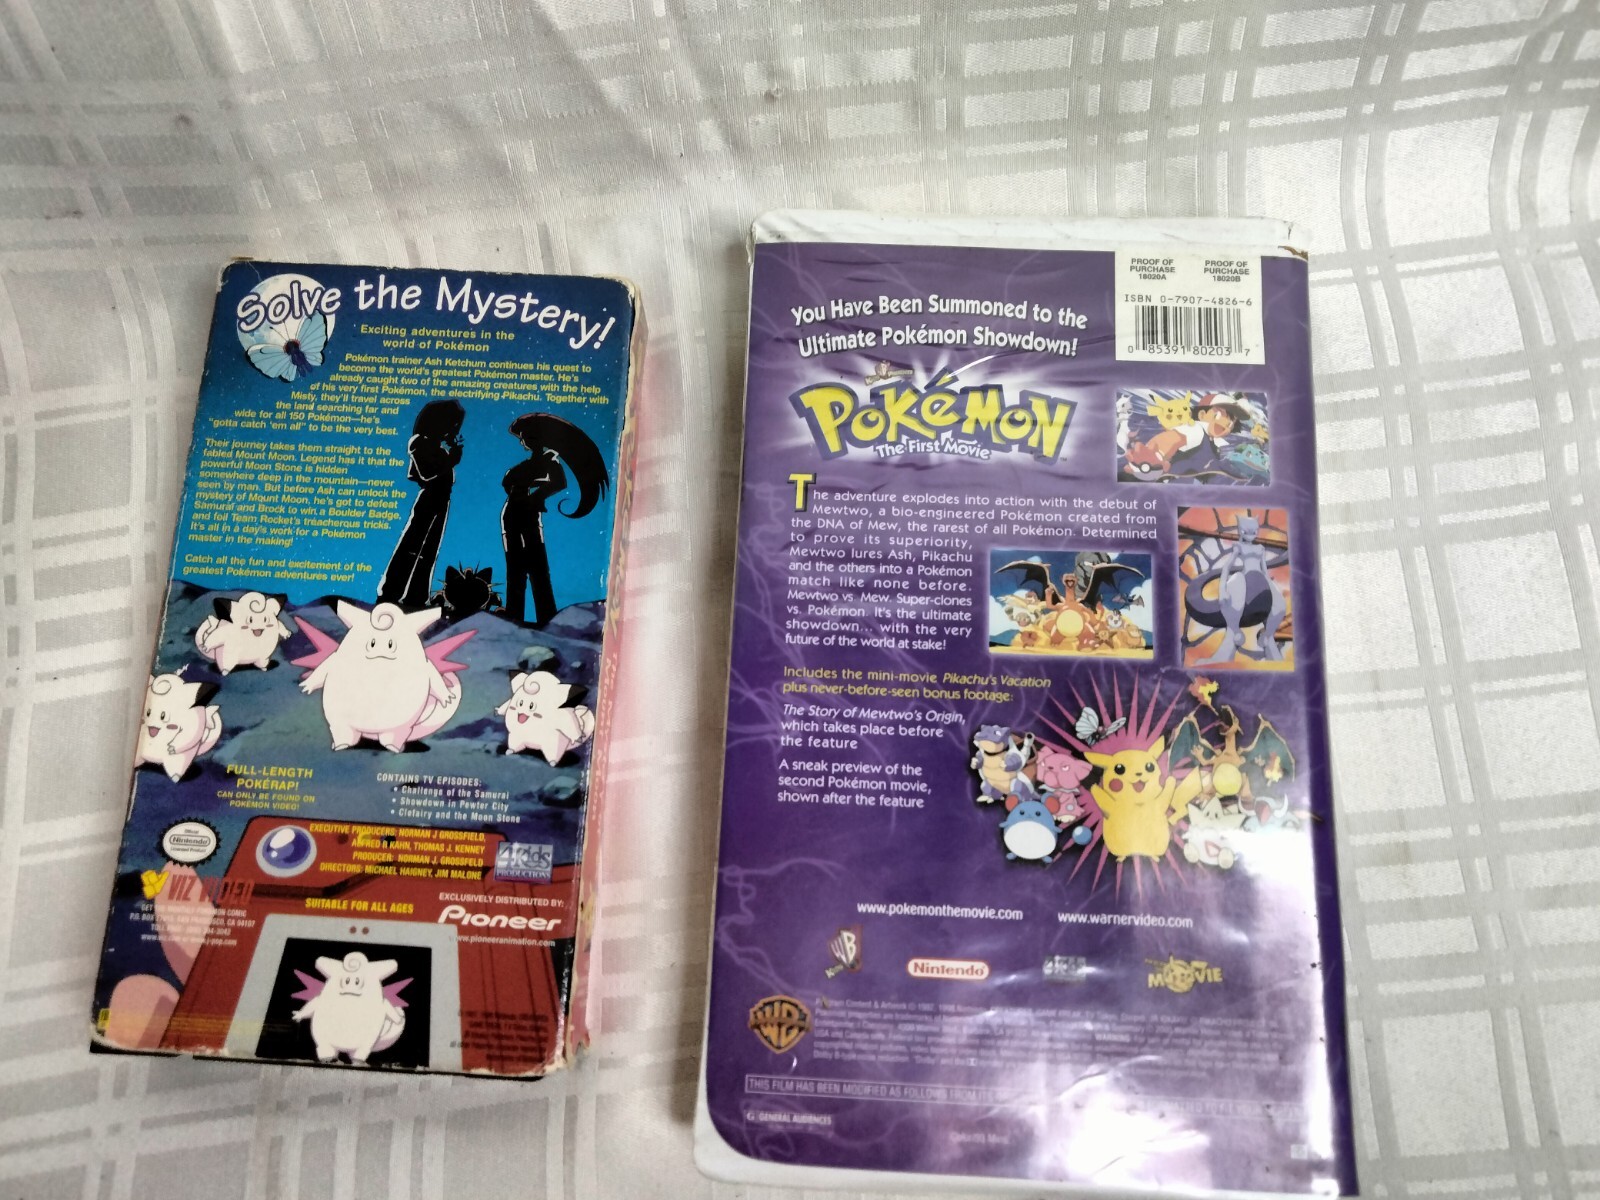 Solve the Mystery!
Exciting adventures in the
world of Pokémon
Pokémon trainer Ash Ketchum continues his quest to
become the world's greatest Pokémon master. He's
already caught two of the amazing creatures with the help
of his very first Pokémon, the electrifying Pikachu. Together with
Misty, they'll travel across
the land searching far and
wide for all 150 Pokémon—he's
"gotta catch 'em all" to be the very best.
Their journey takes them straight to the
fabled Mount Moon. Legend has it that the
powerful Moon Stone is hidden
somewhere deep in the mountain—never
seen by man. But before Ash can unlock the
mystery of Mount Moon, he's got to defeat
Samurai and Brock to win a Boulder Badge,
and foil Team Rocket's treacherous tricks.
It's all in a day's work for a Pokémon
master in the making!
Catch all the fun and excitement of the
greatest Pokémon adventures ever!
FULL-LENGTH
POKÉRAP!
CAN ONLY BE FOUND ON
POKÉMON VIDEO!
CONTAINS TV EPISODES:
• Challenge of the Samurai
• Showdown in Pewter City
• Clefairy and the Moon Stone
Official
Nintendo
Licensed Product
EXECUTIVE PRODUCERS: NORMAN J GROSSFELD,
ALFRED R KAHN, THOMAS J. KENNEY
PRODUCER: NORMAN J. GROSSFELD
DIRECTORS: MICHAEL HAIGNEY, JIM MALONE
4Kids
PRODUCTIONS
VIZ VIDEO
SUITABLE FOR ALL AGES
EXCLUSIVELY DISTRIBUTED BY:
Pioneer
www.pioneeranimation.com
PROOF OF
PURCHASE
18020A
PROOF OF
PURCHASE
18020B
ISBN 0-7907-4826-6
0 85391 80203 7
You Have Been Summoned to the
Ultimate Pokémon Showdown!
POKéMON
The First Movie
The adventure explodes into action with the debut of
Mewtwo, a bio-engineered Pokémon created from
the DNA of Mew, the rarest of all Pokémon. Determined
to prove its superiority,
Mewtwo lures Ash, Pikachu
and the others into a Pokémon
match like none before.
Mewtwo vs. Mew. Super-clones
vs. Pokémon. It's the ultimate
showdown... with the very
future of the world at stake!
Includes the mini-movie Pikachu's Vacation
plus never-before-seen bonus footage:
The Story of Mewtwo's Origin,
which takes place before
the feature
A sneak preview of the
second Pokémon movie,
shown after the feature
www.pokemonthemovie.com
www.warnervideo.com
WB
Nintendo
WB
THIS FILM HAS BEEN MODIFIED AS FOLLOWS FROM ITS
G GENERAL AUDIENCES